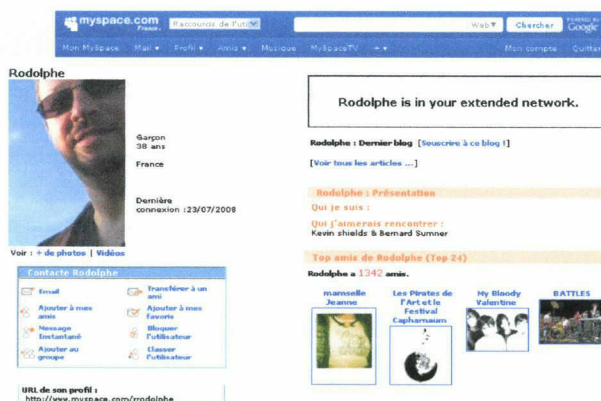 myspace.com
France
Raccourcis de l'uti
Web▼
Chercher
POWERED BY
Google
Mon MySpace Mail ▾ Profil ▾ Amis ▾ Musique MySpaceTV Mon compte Quitter
Rodolphe
Garçon
38 ans
France
Dernière
connexion :23/07/2008
Voir : + de photos | Vidéos
Contacte Rodolphe
Email
Transférer à un
ami
Ajouter à mes
amis
Ajouter à mes
favoris
Message
Instantané
Bloquer
l'utilisateur
Ajouter au
groupe
Classer
l'utilisateur
URL de son profil :
http://www.myspace.com/rrodolphe
Rodolphe is in your extended network.
Rodolphe : Dernier blog [Souscrire à ce blog !]
[Voir tous les articles ...]
Rodolphe : Présentation
Qui je suis :
Qui j'aimerais rencontrer :
Kevin shields & Bernard Sumner
Top amis de Rodolphe (Top 24)
Rodolphe a 1342 amis.
mamselle
Jeanne
Les Pirates de
l'Art et le
Festival
Capharnaum
My Bloody
Valentine
BATTLES